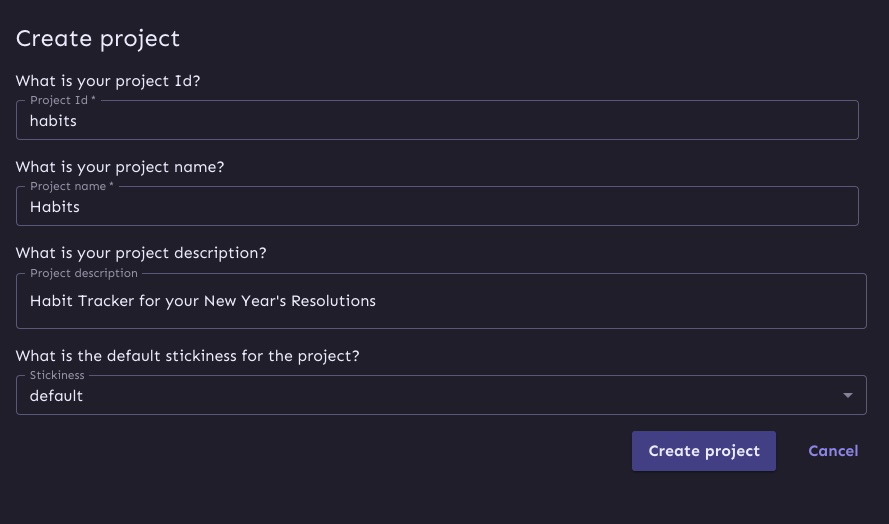 Create project
What is your project Id?
Project Id *
habits
What is your project name?
Project name *
Habits
What is your project description?
Project description
Habit Tracker for your New Year's Resolutions
What is the default stickiness for the project?
Stickiness
default
Create project Cancel